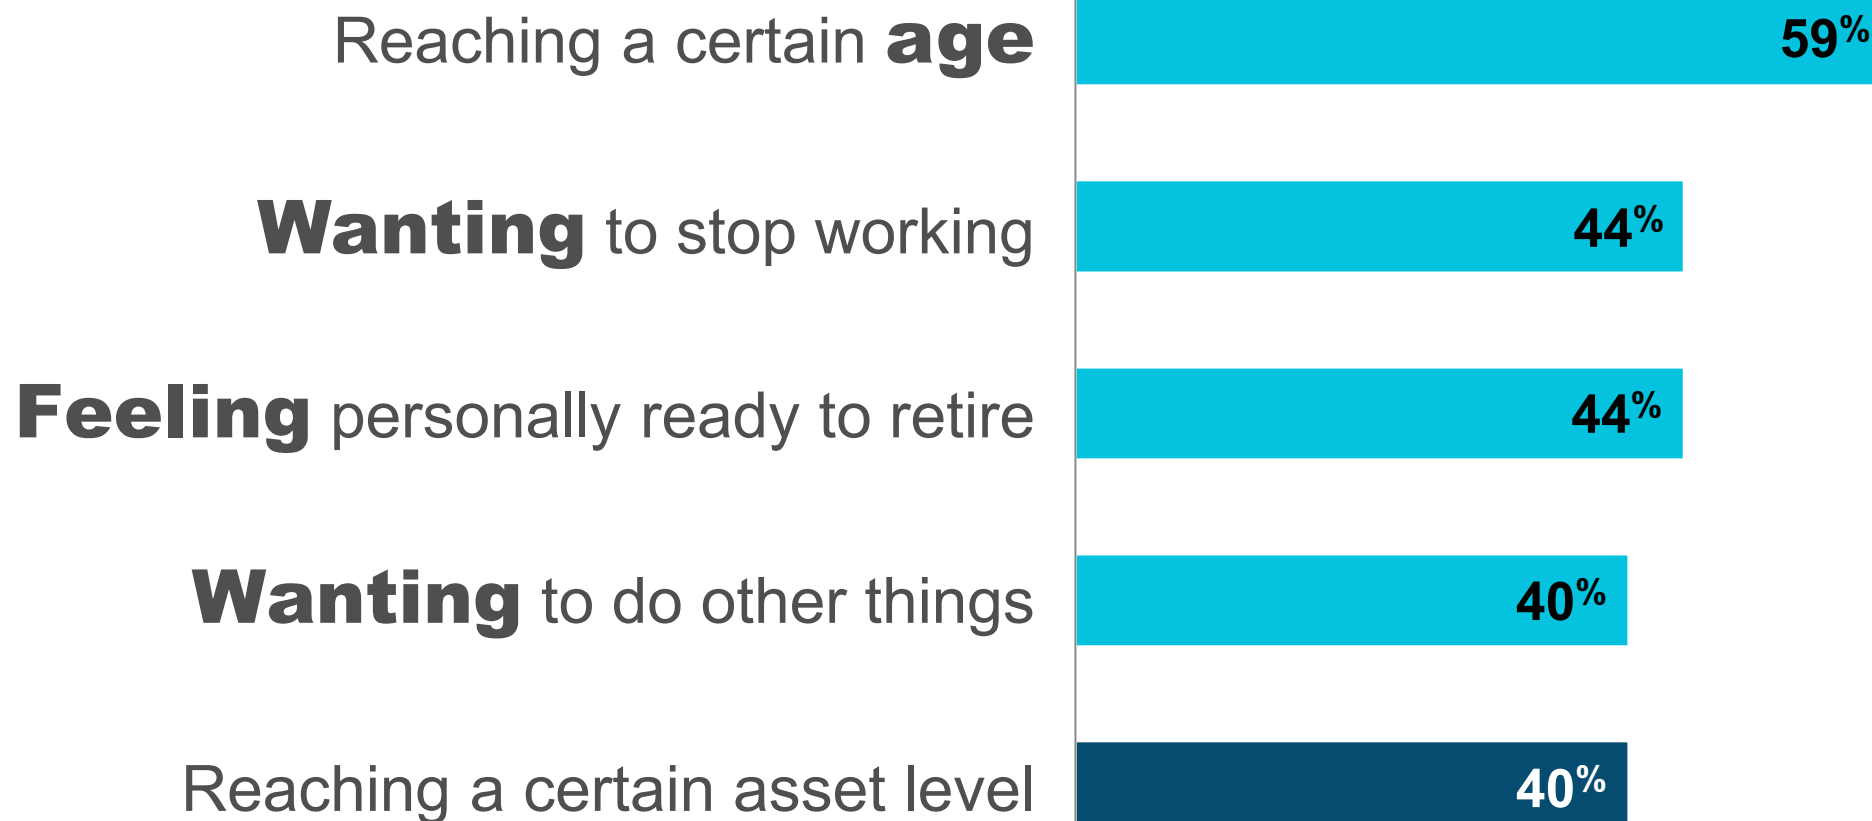 Reaching a certain age 59%
Wanting to stop working 44%
Feeling personally ready to retire 44%
Wanting to do other things 40%
Reaching a certain asset level 40%